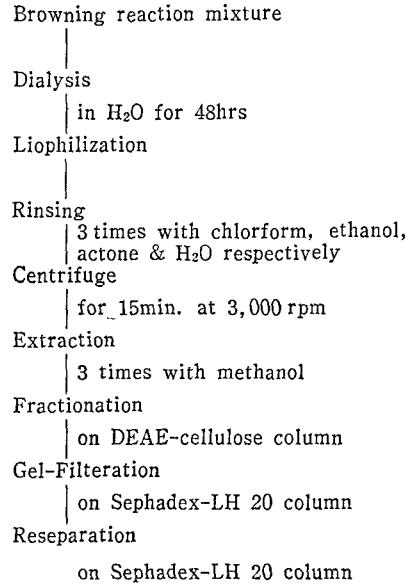 Browning reaction mixture
Dialysis
in H₂O for 48hrs
Liophilization
Rinsing
3 times with chlorform, ethanol,
actone & H₂O respectively
Centrifuge
for 15min. at 3,000 rpm
Extraction
3 times with methanol
Fractionation
on DEAE-cellulose column
Gel-Filteration
on Sephadex-LH 20 column
Reseparation
on Sephadex-LH 20 column